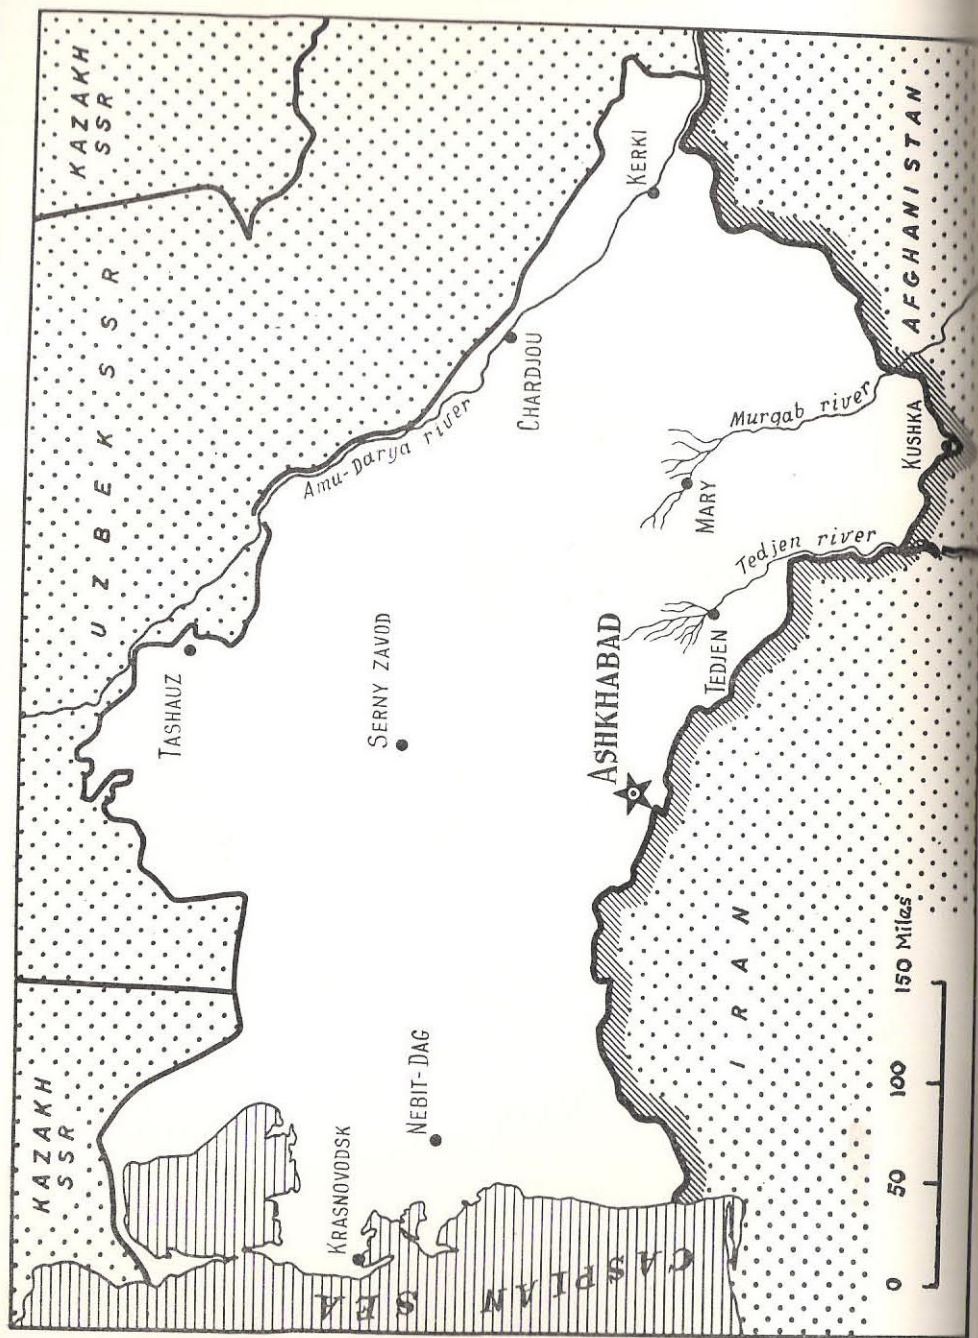 KAZAKH
SSR
KAZAKH
SSR
UZBEK SSR
TASHAUZ
Amu-Darya river
KERKI
CHARDJOU
SERNY ZAVOD
KRASNOVODSK
NEBIT-DAG
CASPIAN SEA
ASHKHABAD
TEDJEN
Tedjen river
MARY
Murgab river
KUSHKA
AFGHANISTAN
IRAN
0 50 100 150 Miles